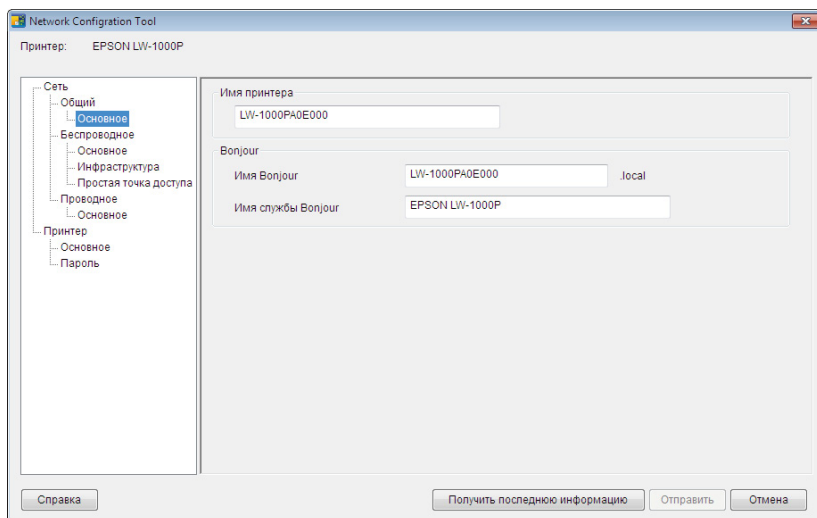 Network Configration Tool
Принтер: EPSON LW-1000P
Сеть
Общий
Основное
Беспроводное
Основное
Инфраструктура
Простая точка доступа
Проводное
Основное
Принтер
Основное
Пароль
Имя принтера
LW-1000PA0E000
Bonjour
Имя Bonjour LW-1000PA0E000 .local
Имя службы Bonjour EPSON LW-1000P
Справка Получить последнюю информацию Отправить Отмена